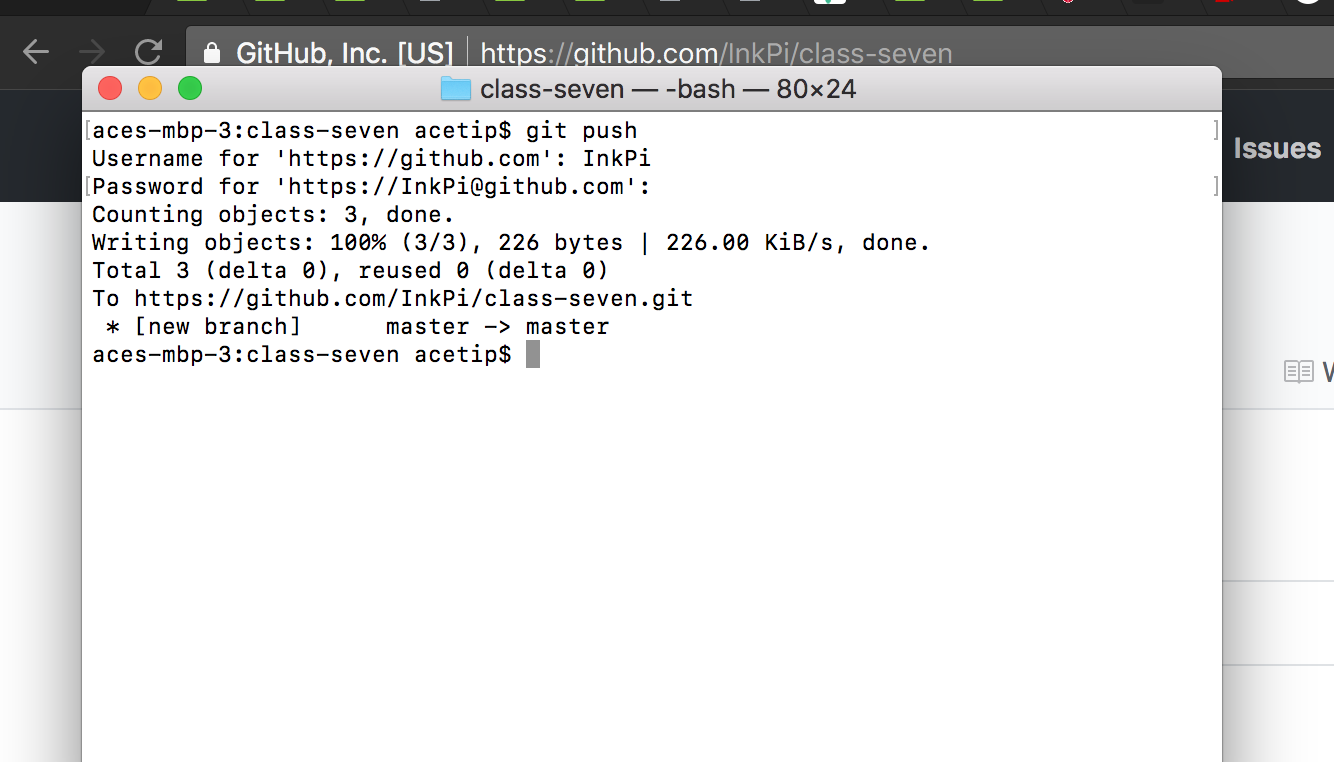 GitHub, Inc. [US] https://github.com/InkPi/class-seven
class-seven — -bash — 80×24
Issues
[aces-mbp-3:class-seven acetip$ git push ]
Username for 'https://github.com': InkPi
[Password for 'https://InkPi@github.com': ]
Counting objects: 3, done.
Writing objects: 100% (3/3), 226 bytes | 226.00 KiB/s, done.
Total 3 (delta 0), reused 0 (delta 0)
To https://github.com/InkPi/class-seven.git
 * [new branch]      master -> master
aces-mbp-3:class-seven acetip$